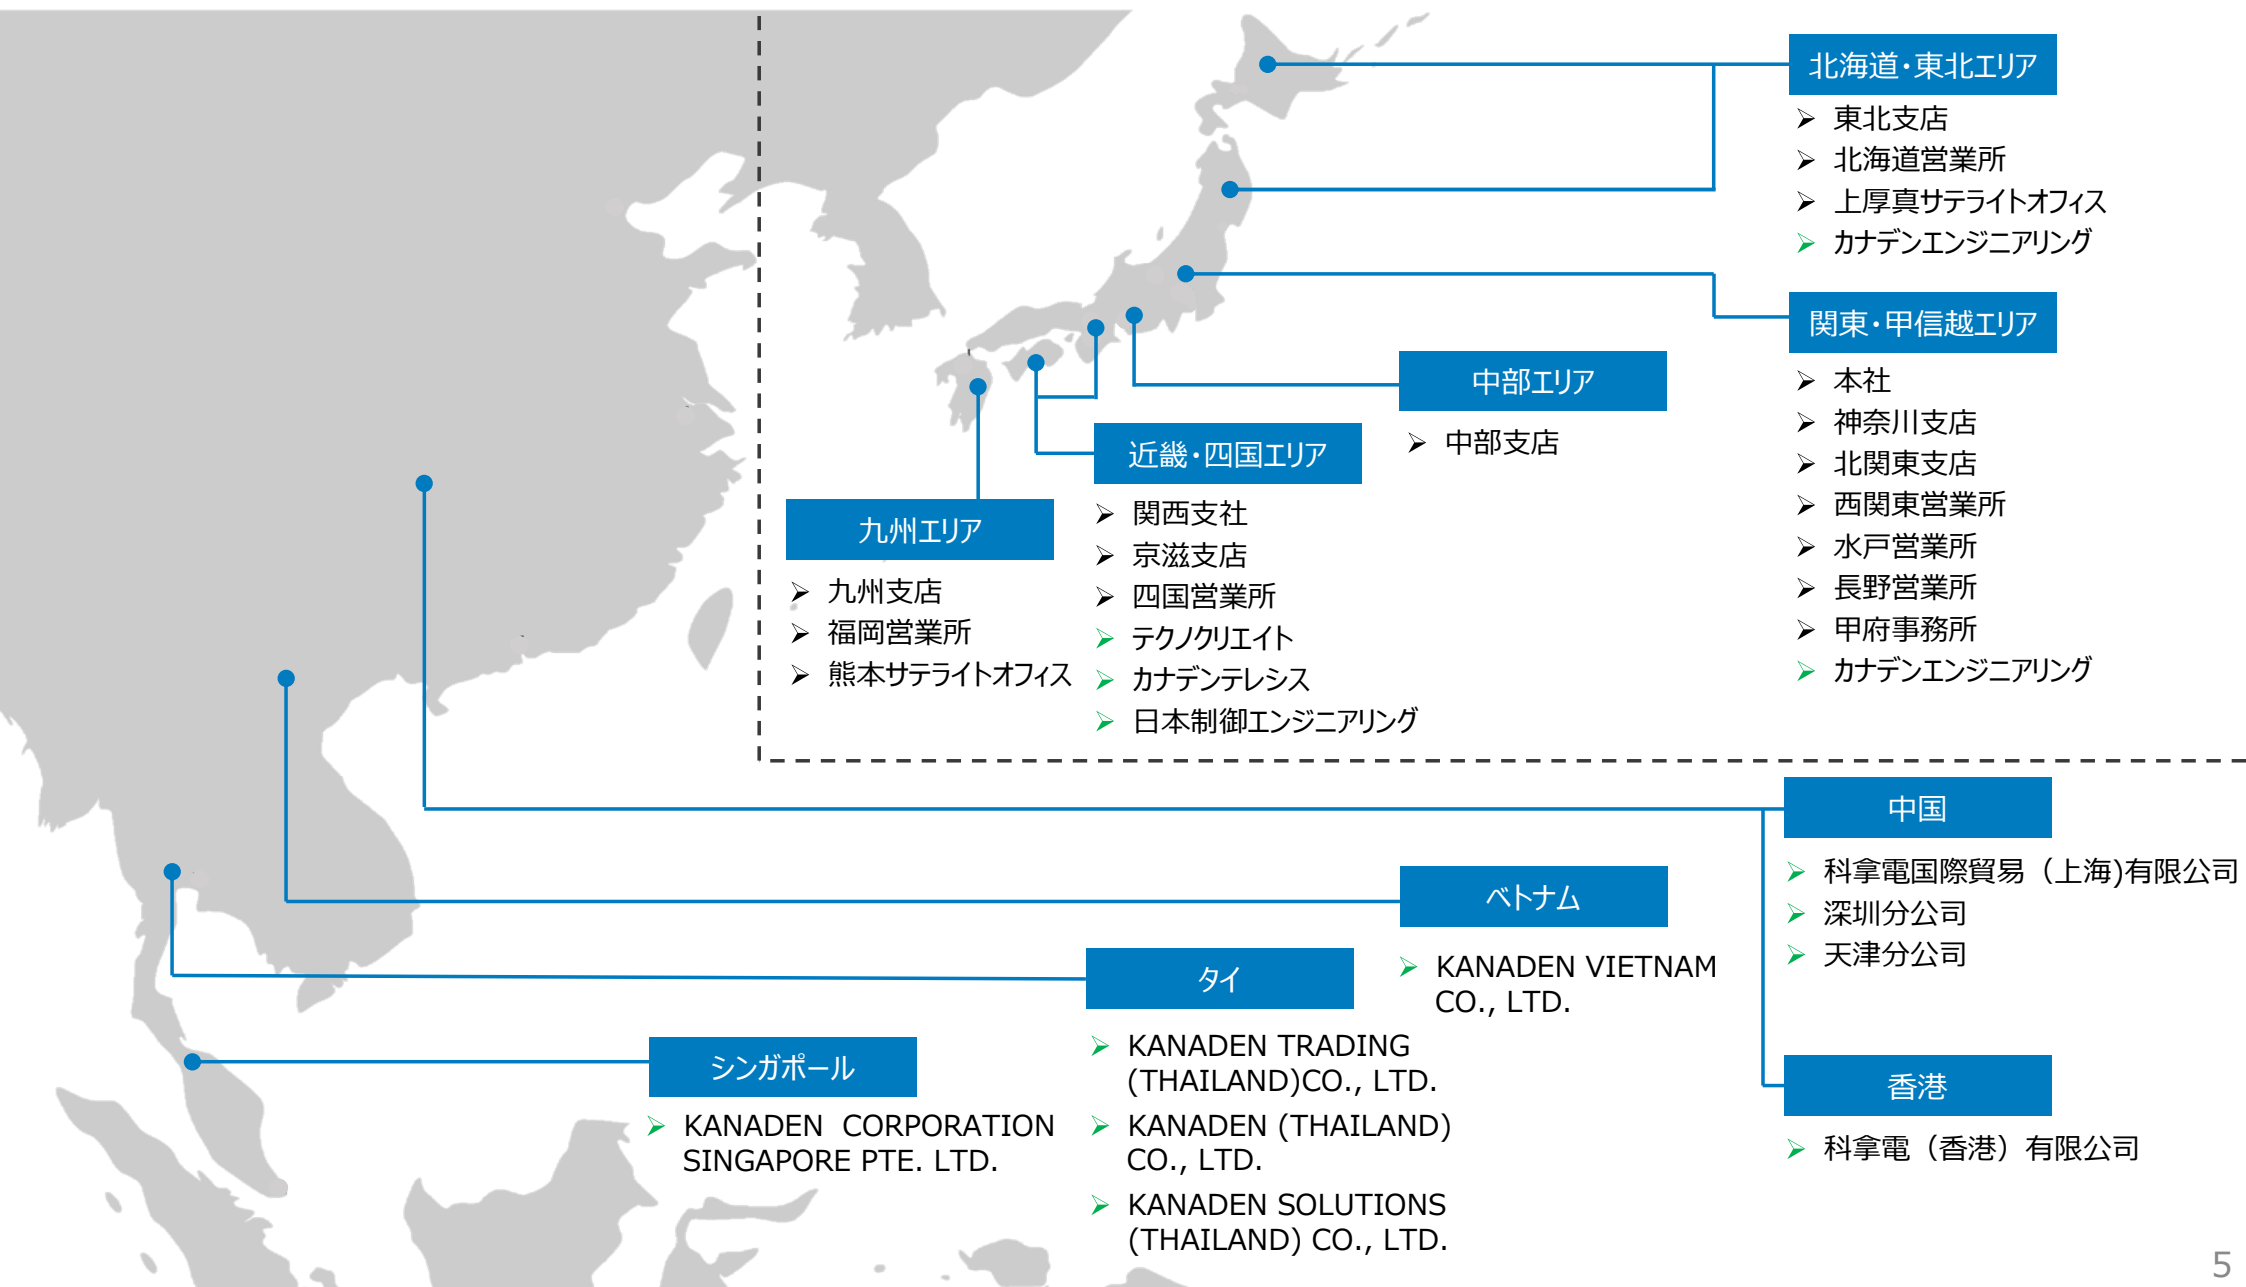 北海道・東北エリア
東北支店
北海道営業所
上厚真サテライトオフィス
カナデンエンジニアリング
関東・甲信越エリア
本社
神奈川支店
北関東支店
西関東営業所
水戸営業所
長野営業所
甲府事務所
カナデンエンジニアリング
中部エリア
中部支店
近畿・四国エリア
関西支社
京滋支店
四国営業所
テクノクリエイト
カナデンテレシス
日本制御エンジニアリング
九州エリア
九州支店
福岡営業所
熊本サテライトオフィス
中国
科拿電国際貿易（上海)有限公司
深圳分公司
天津分公司
香港
科拿電（香港）有限公司
ベトナム
KANADEN VIETNAM
CO., LTD.
タイ
KANADEN TRADING
(THAILAND)CO., LTD.
KANADEN (THAILAND)
CO., LTD.
KANADEN SOLUTIONS
(THAILAND) CO., LTD.
シンガポール
KANADEN CORPORATION
SINGAPORE PTE. LTD.
5